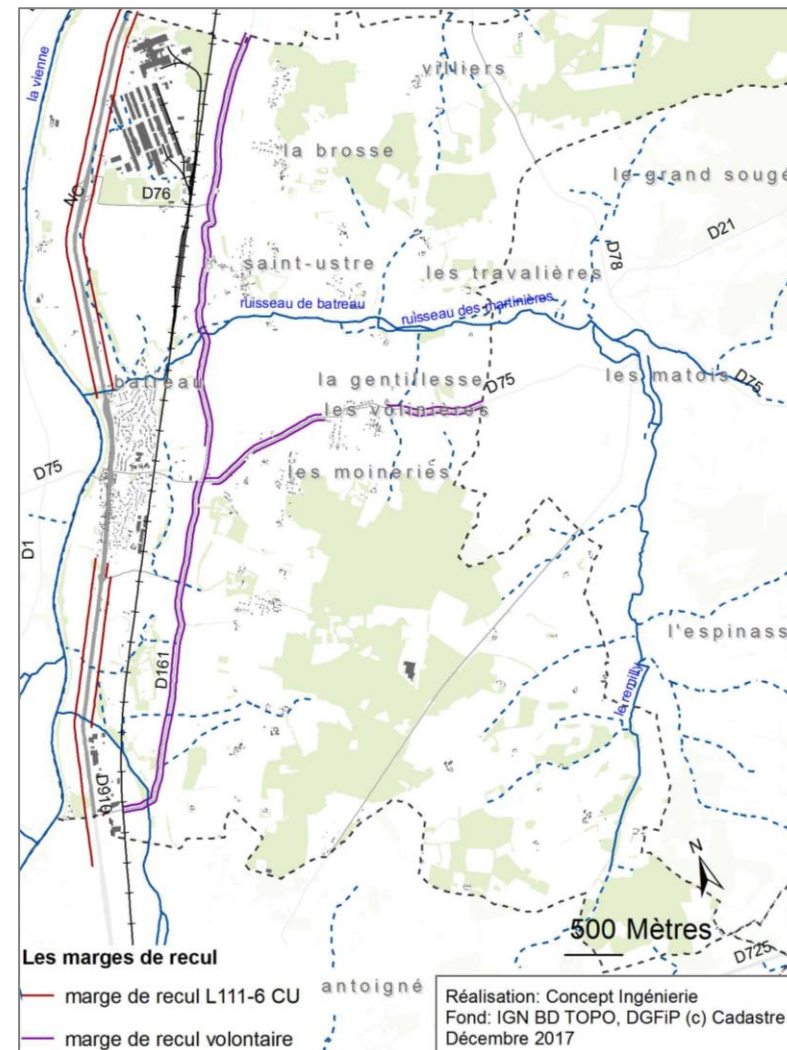 la vienne
villiers
la brosse
le grand sougé
D76
NC
D21
D78
saint-ustre
les travalières
ruisseau de batreau
ruisseau des martinières
batreau
la gentillesse
D75
les matois
D75
les volinières
D75
les moineries
D1
l'espinass
D161
le rempilly
D910
N
500 Mètres
D725
Les marges de recul
marge de recul L111-6 CU
marge de recul volontaire
antoigné
Réalisation: Concept Ingénierie
Fond: IGN BD TOPO, DGFiP (c) Cadastre
Décembre 2017